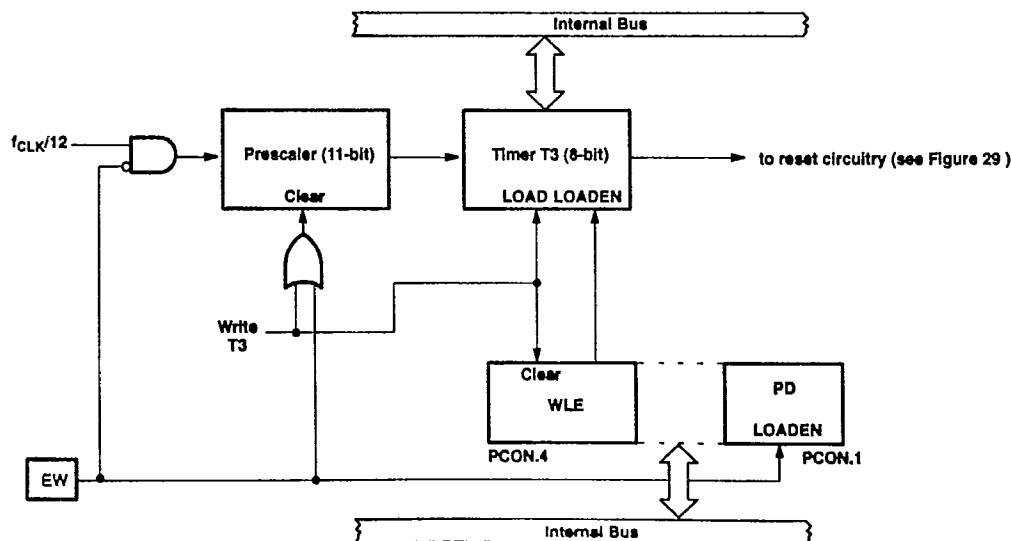 Internal Bus
fCLK/12
Prescaler (11-bit)
Clear
Timer T3 (8-bit)
LOAD LOADEN
to reset circuitry (see Figure 29 )
Write
T3
Clear
WLE
PCON.4
PD
LOADEN
PCON.1
EW
Internal Bus